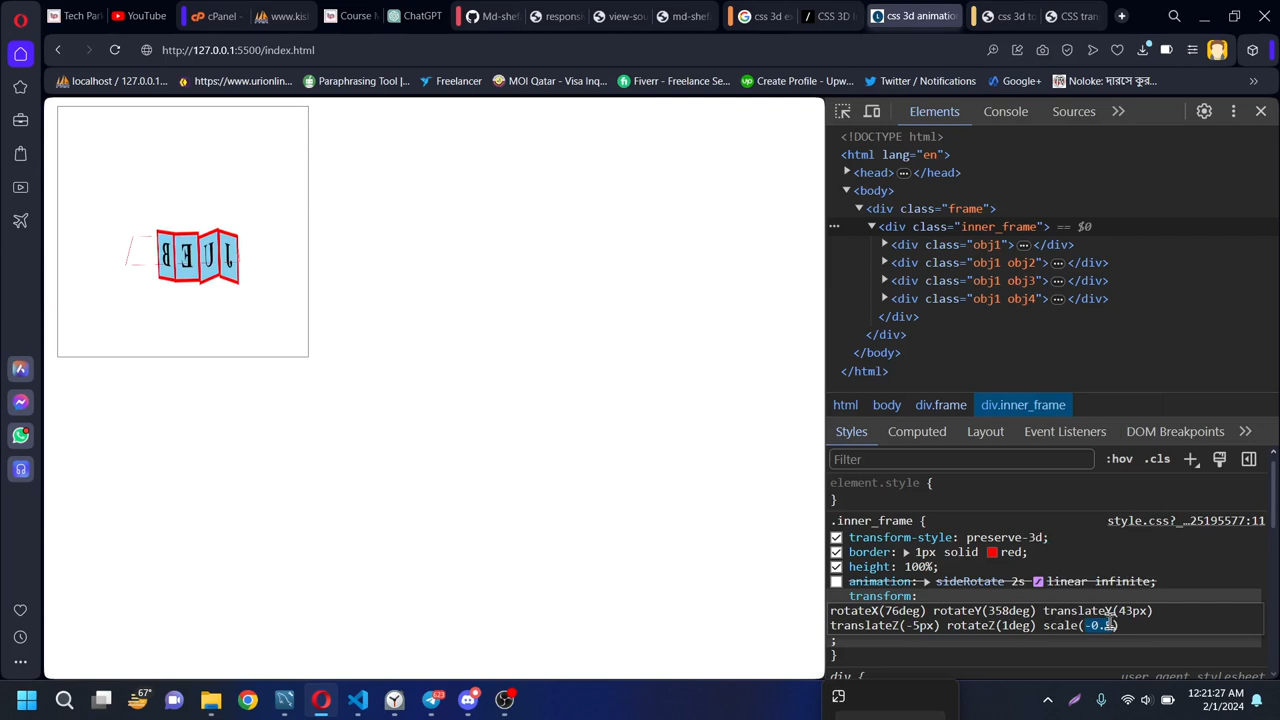 Tech Pari
YouTube
cPanel -
www.kisl
Course M
ChatGPT
Md-shef
respons
view-sou
md-shef
css 3d ex
CSS 3D l
css 3d animatio
css 3d to
CSS tran
http://127.0.0.1:5500/index.html
localhost / 127.0.0.1...
https://www.urionlin...
Paraphrasing Tool |...
Freelancer
MOI Qatar - Visa Inq...
Fiverr - Freelance Se...
Create Profile - Upw...
Twitter / Notifications
Google+
B E U 1
Elements
Console
Sources
<!DOCTYPE html>
<html lang="en">
<head> ... </head>
<body>
<div class="frame">
... <div class="inner_frame"> == $0
<div class="obj1"> ... </div>
<div class="obj1 obj2"> ... </div>
<div class="obj1 obj3"> ... </div>
<div class="obj1 obj4"> ... </div>
</div>
</div>
</body>
</html>
html
body
div.frame
div.inner_frame
Styles
Computed
Layout
Event Listeners
DOM Breakpoints
Filter
:hov
.cls
element.style {
}
.inner_frame {
style.css?_…25195577:11
transform-style: preserve-3d;
border: 1px solid red;
height: 100%;
animation: sideRotate 2s linear infinite;
transform:
rotateX(76deg) rotateY(358deg) translateY(43px)
translateZ(-5px) rotateZ(1deg) scale(-0.
;
}
div {
user agent stylesheet
67°
623
12:21:27 AM
2/1/2024